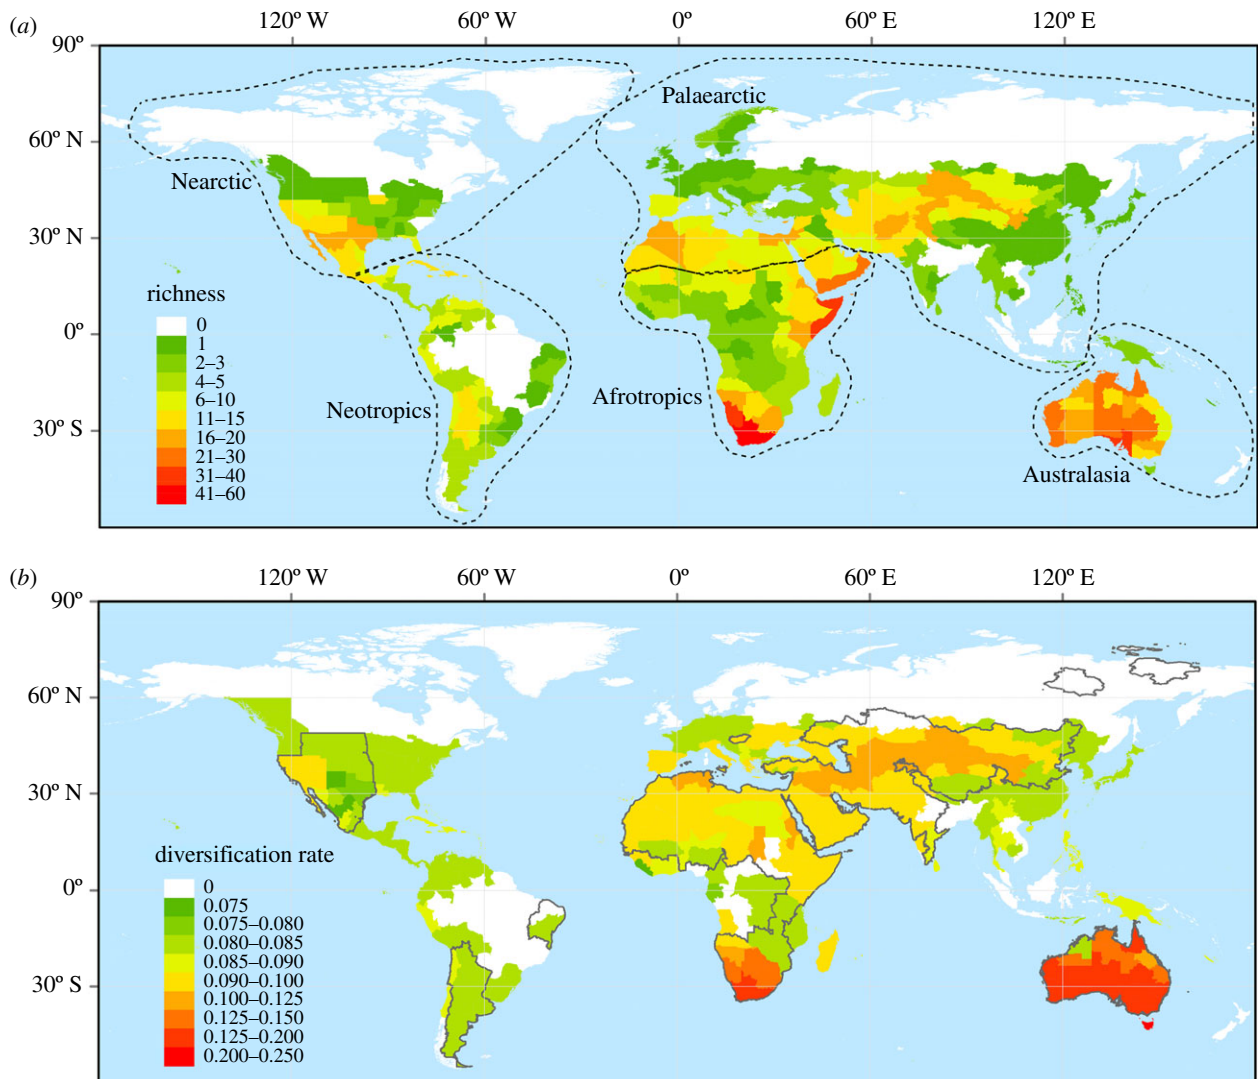 (a)
120º W 60º W 0º 60º E 120º E
90º
Palaearctic
60º N
Nearctic
30º N
richness
0
0º
1
2–3
4–5
6–10
11–15
16–20
21–30
31–40
41–60
Neotropics
Afrotropics
30º S
Australasia
(b)
120º W 60º W 0º 60º E 120º E
90º
60º N
30º N
diversification rate
0º
0
0.075
0.075–0.080
0.080–0.085
0.085–0.090
0.090–0.100
0.100–0.125
0.125–0.150
0.125–0.200
0.200–0.250
30º S